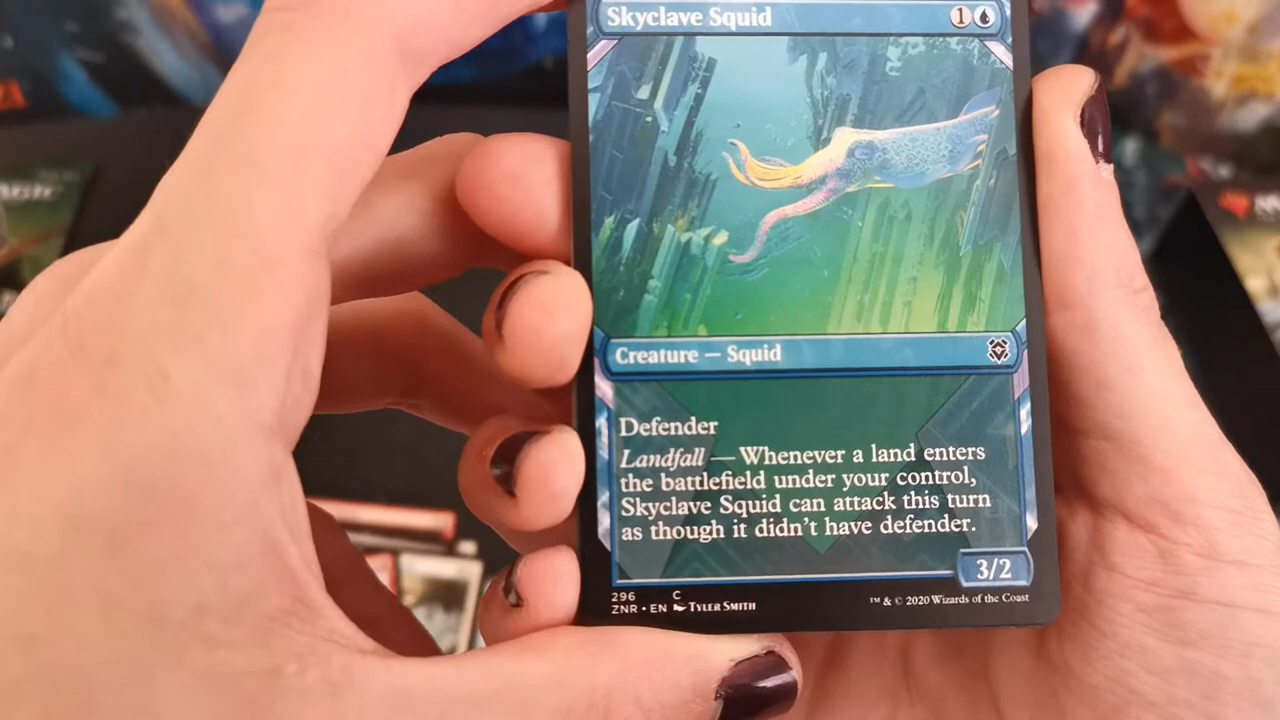 Skyclave Squid 1
Creature — Squid
Defender
Landfall — Whenever a land enters
the battlefield under your control,
Skyclave Squid can attack this turn
as though it didn't have defender.
3/2
296 C
ZNR • EN Tyler Smith
™ & © 2020 Wizards of the Coast